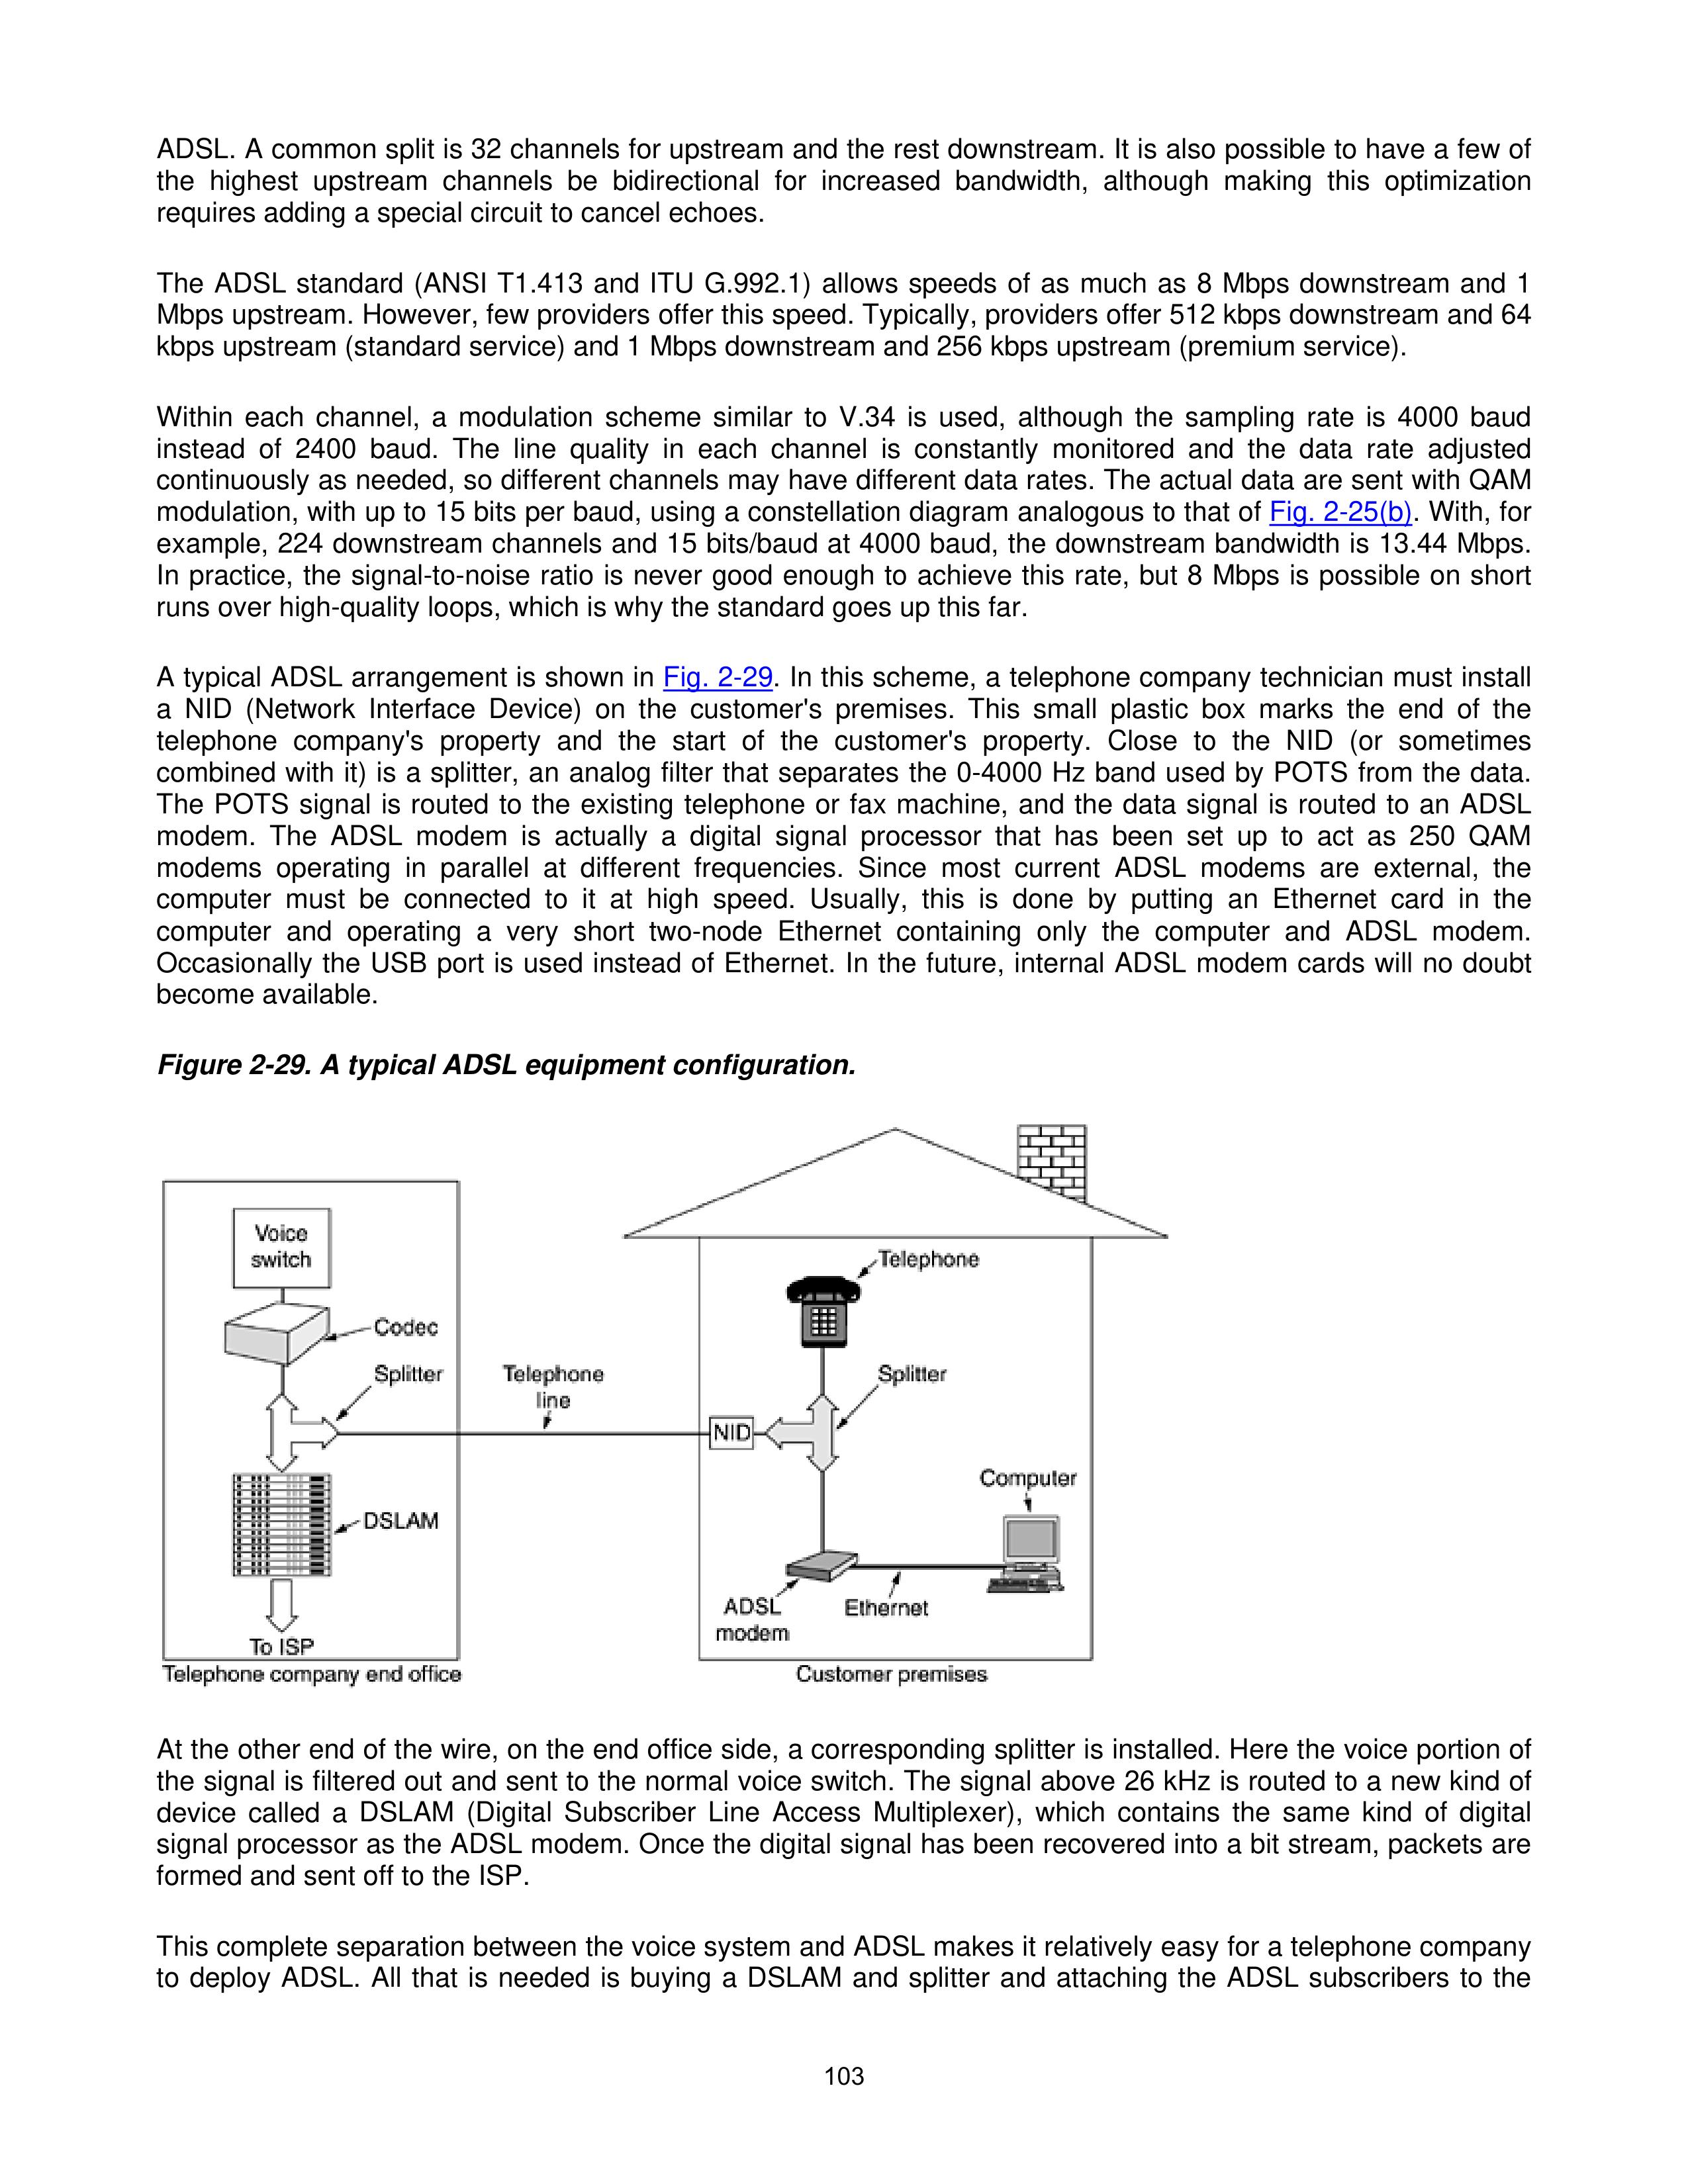 ADSL. A common split is 32 channels for upstream and the rest downstream. It is also possible to have a few of
the highest upstream channels be bidirectional for increased bandwidth, although making this optimization
requires adding a special circuit to cancel echoes.
The ADSL standard (ANSI T1.413 and ITU G.992.1) allows speeds of as much as 8 Mbps downstream and 1
Mbps upstream. However, few providers offer this speed. Typically, providers offer 512 kbps downstream and 64
kbps upstream (standard service) and 1 Mbps downstream and 256 kbps upstream (premium service).
Within each channel, a modulation scheme similar to V.34 is used, although the sampling rate is 4000 baud
instead of 2400 baud. The line quality in each channel is constantly monitored and the data rate adjusted
continuously as needed, so different channels may have different data rates. The actual data are sent with QAM
modulation, with up to 15 bits per baud, using a constellation diagram analogous to that of Fig. 2-25(b). With, for
example, 224 downstream channels and 15 bits/baud at 4000 baud, the downstream bandwidth is 13.44 Mbps.
In practice, the signal-to-noise ratio is never good enough to achieve this rate, but 8 Mbps is possible on short
runs over high-quality loops, which is why the standard goes up this far.
A typical ADSL arrangement is shown in Fig. 2-29. In this scheme, a telephone company technician must install
a NID (Network Interface Device) on the customer's premises. This small plastic box marks the end of the
telephone company's property and the start of the customer's property. Close to the NID (or sometimes
combined with it) is a splitter, an analog filter that separates the 0-4000 Hz band used by POTS from the data.
The POTS signal is routed to the existing telephone or fax machine, and the data signal is routed to an ADSL
modem. The ADSL modem is actually a digital signal processor that has been set up to act as 250 QAM
modems operating in parallel at different frequencies. Since most current ADSL modems are external, the
computer must be connected to it at high speed. Usually, this is done by putting an Ethernet card in the
computer and operating a very short two-node Ethernet containing only the computer and ADSL modem.
Occasionally the USB port is used instead of Ethernet. In the future, internal ADSL modem cards will no doubt
become available.
Figure 2-29. A typical ADSL equipment configuration.
Voice
switch
Codec
Splitter
DSLAM
To ISP
Telephone company end office
Telephone
line
Telephone
Splitter
NID
Computer
ADSL
modem
Ethernet
Customer premises
At the other end of the wire, on the end office side, a corresponding splitter is installed. Here the voice portion of
the signal is filtered out and sent to the normal voice switch. The signal above 26 kHz is routed to a new kind of
device called a DSLAM (Digital Subscriber Line Access Multiplexer), which contains the same kind of digital
signal processor as the ADSL modem. Once the digital signal has been recovered into a bit stream, packets are
formed and sent off to the ISP.
This complete separation between the voice system and ADSL makes it relatively easy for a telephone company
to deploy ADSL. All that is needed is buying a DSLAM and splitter and attaching the ADSL subscribers to the
103